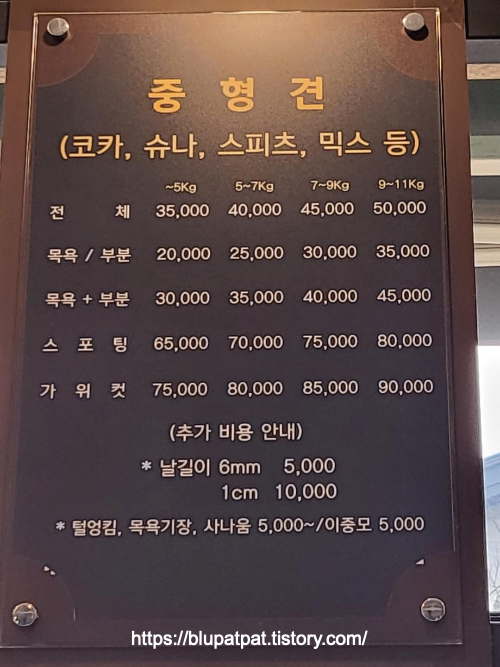 중 형 견
(코카, 슈나, 스피츠, 믹스 등)
~5Kg 5~7Kg 7~9Kg 9~11Kg
전 체 35,000 40,000 45,000 50,000
목욕 / 부분 20,000 25,000 30,000 35,000
목욕 + 부분 30,000 35,000 40,000 45,000
스 포 팅 65,000 70,000 75,000 80,000
가 위 컷 75,000 80,000 85,000 90,000
(추가 비용 안내)
* 날길이 6mm 5,000
1cm 10,000
* 털엉킴, 목욕기장, 사나움 5,000~/이중모 5,000
https://blupatpat.tistory.com/